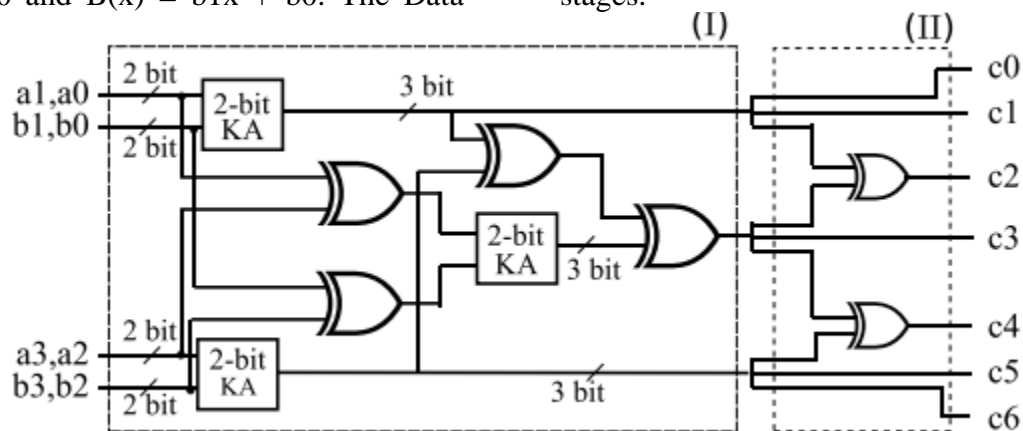 0 and B(x) = b1x + b0. The Data
stages.
(I)
(II)
2 bit
a1,a0
b1,b0
2 bit
2-bit
KA
3 bit
c0
c1
c2
2-bit
KA
3 bit
c3
2 bit
a3,a2
b3,b2
2 bit
2-bit
KA
3 bit
c4
c5
c6